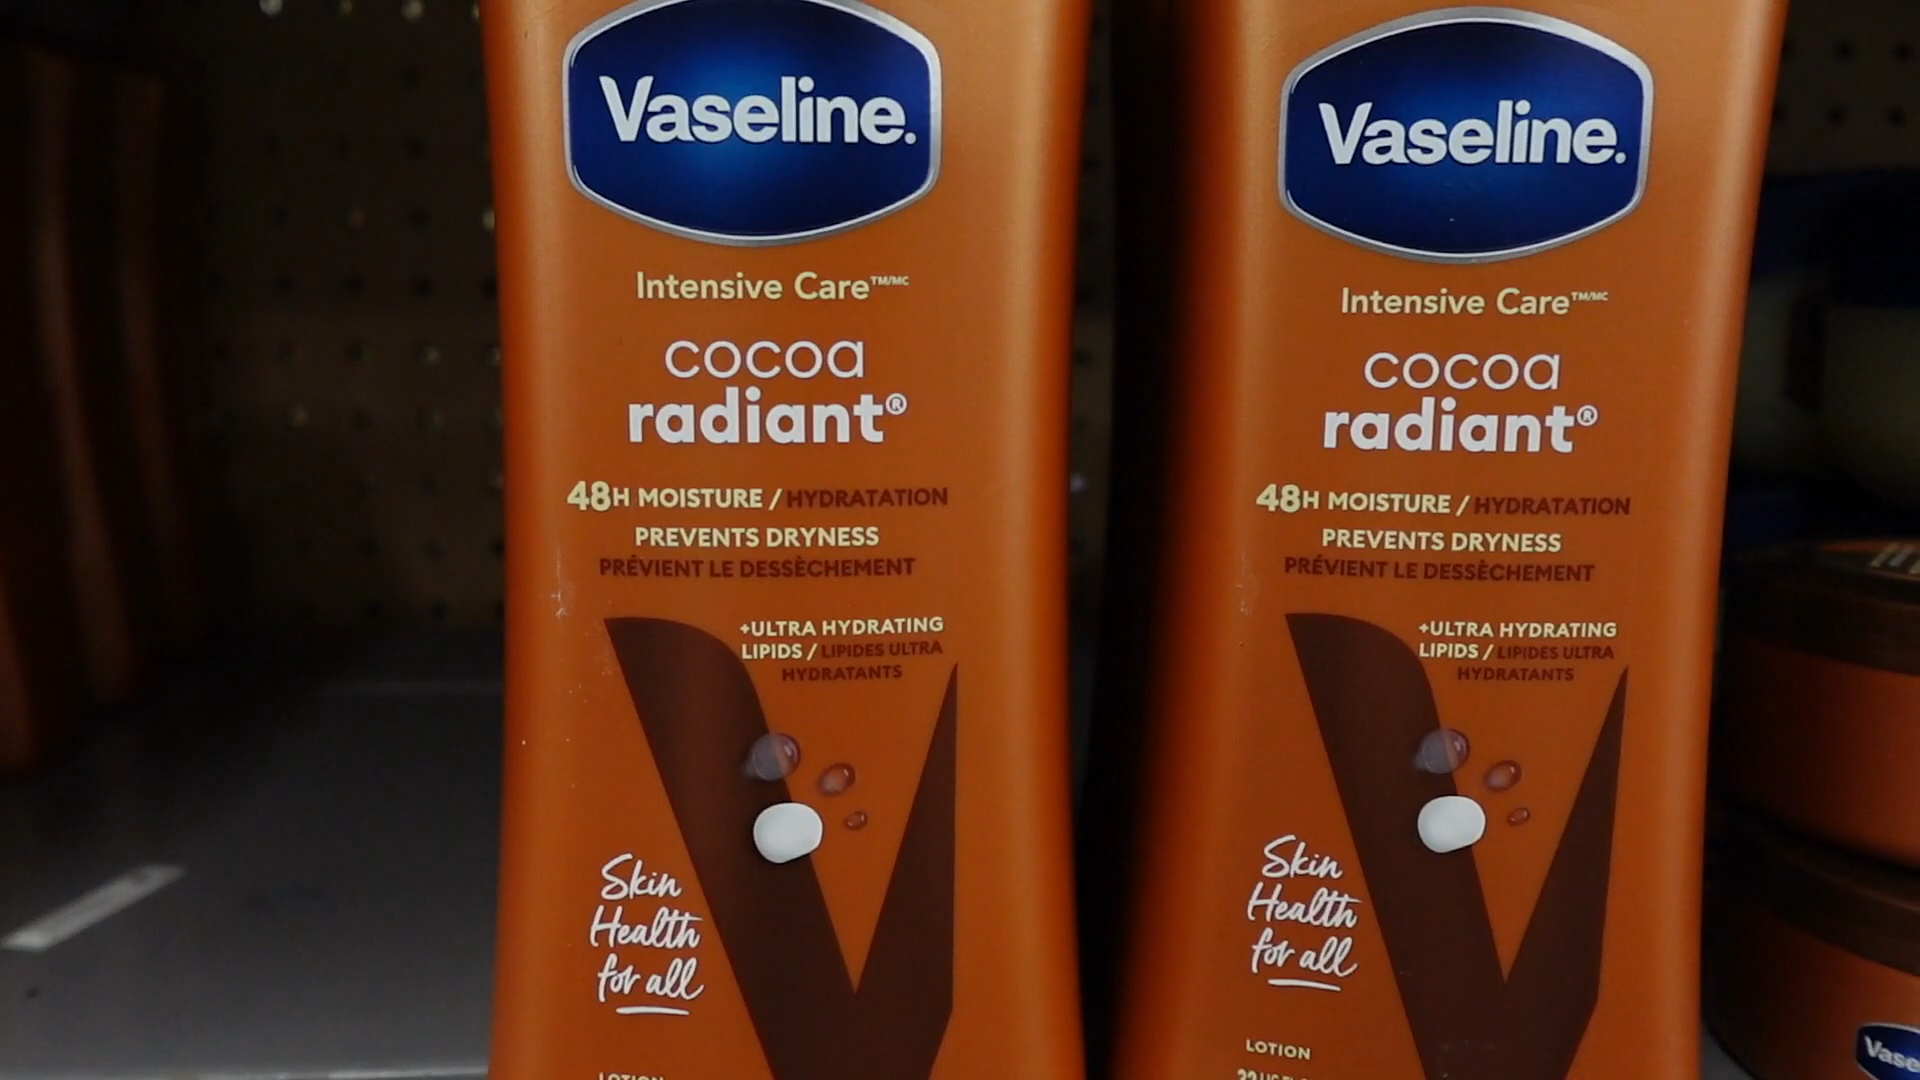 Vaseline.
Intensive Care™/MC
cocoa
radiant®
48H MOISTURE / HYDRATATION
PREVENTS DRYNESS
PRÉVIENT LE DESSÈCHEMENT
+ULTRA HYDRATING
LIPIDS / LIPIDES ULTRA
HYDRATANTS
Skin
Health
for all
LOTION
Vaseline.
Intensive Care™/MC
cocoa
radiant®
48H MOISTURE / HYDRATATION
PREVENTS DRYNESS
PRÉVIENT LE DESSÈCHEMENT
+ULTRA HYDRATING
LIPIDS / LIPIDES ULTRA
HYDRATANTS
Skin
Health
for all
LOTION
Vase